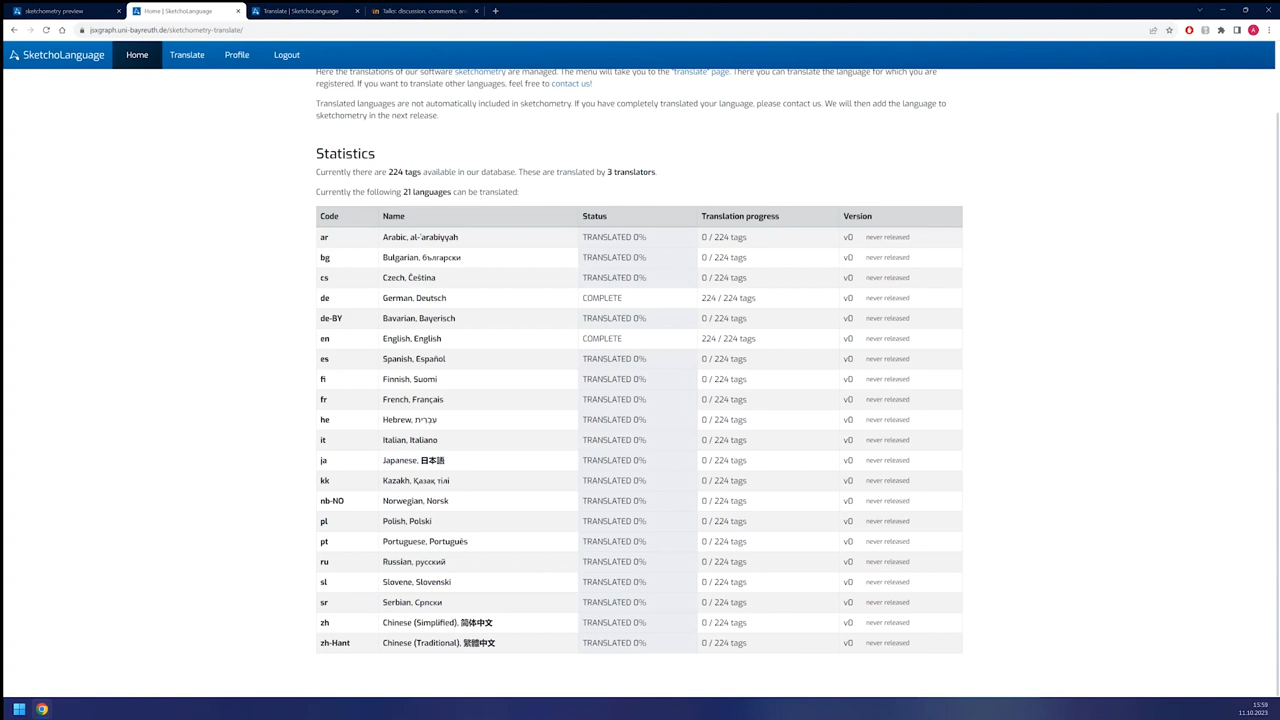 sketchometry preview
Home | SketchoLanguage
Translate | SketchoLanguage
Talks: discussion, comments, an
jsxgraph.uni-bayreuth.de/sketchometry-translate/
SketchoLanguage Home Translate Profile Logout
Here the translations of our software sketchometry are managed. The menu will take you to the "translate" page. There you can translate the language for which you are
registered. If you want to translate other languages, feel free to contact us!
Translated languages are not automatically included in sketchometry. If you have completely translated your language, please contact us. We will then add the language to
sketchometry in the next release.
Statistics
Currently there are 224 tags available in our database. These are translated by 3 translators.
Currently the following 21 languages can be translated:
Code Name Status Translation progress Version
ar Arabic, al-'arabiyyah TRANSLATED 0% 0 / 224 tags v0 never released
bg Bulgarian, български TRANSLATED 0% 0 / 224 tags v0 never released
cs Czech, Čeština TRANSLATED 0% 0 / 224 tags v0 never released
de German, Deutsch COMPLETE 224 / 224 tags v0 never released
de-BY Bavarian, Bayerisch TRANSLATED 0% 0 / 224 tags v0 never released
en English, English COMPLETE 224 / 224 tags v0 never released
es Spanish, Español TRANSLATED 0% 0 / 224 tags v0 never released
fi Finnish, Suomi TRANSLATED 0% 0 / 224 tags v0 never released
fr French, Français TRANSLATED 0% 0 / 224 tags v0 never released
he Hebrew, עִבְרִית TRANSLATED 0% 0 / 224 tags v0 never released
it Italian, Italiano TRANSLATED 0% 0 / 224 tags v0 never released
ja Japanese, 日本語 TRANSLATED 0% 0 / 224 tags v0 never released
kk Kazakh, Қазақ тілі TRANSLATED 0% 0 / 224 tags v0 never released
nb-NO Norwegian, Norsk TRANSLATED 0% 0 / 224 tags v0 never released
pl Polish, Polski TRANSLATED 0% 0 / 224 tags v0 never released
pt Portuguese, Português TRANSLATED 0% 0 / 224 tags v0 never released
ru Russian, русский TRANSLATED 0% 0 / 224 tags v0 never released
sl Slovene, Slovenski TRANSLATED 0% 0 / 224 tags v0 never released
sr Serbian, Српски TRANSLATED 0% 0 / 224 tags v0 never released
zh Chinese (Simplified), 简体中文 TRANSLATED 0% 0 / 224 tags v0 never released
zh-Hant Chinese (Traditional), 繁體中文 TRANSLATED 0% 0 / 224 tags v0 never released
15:59
11.10.2023